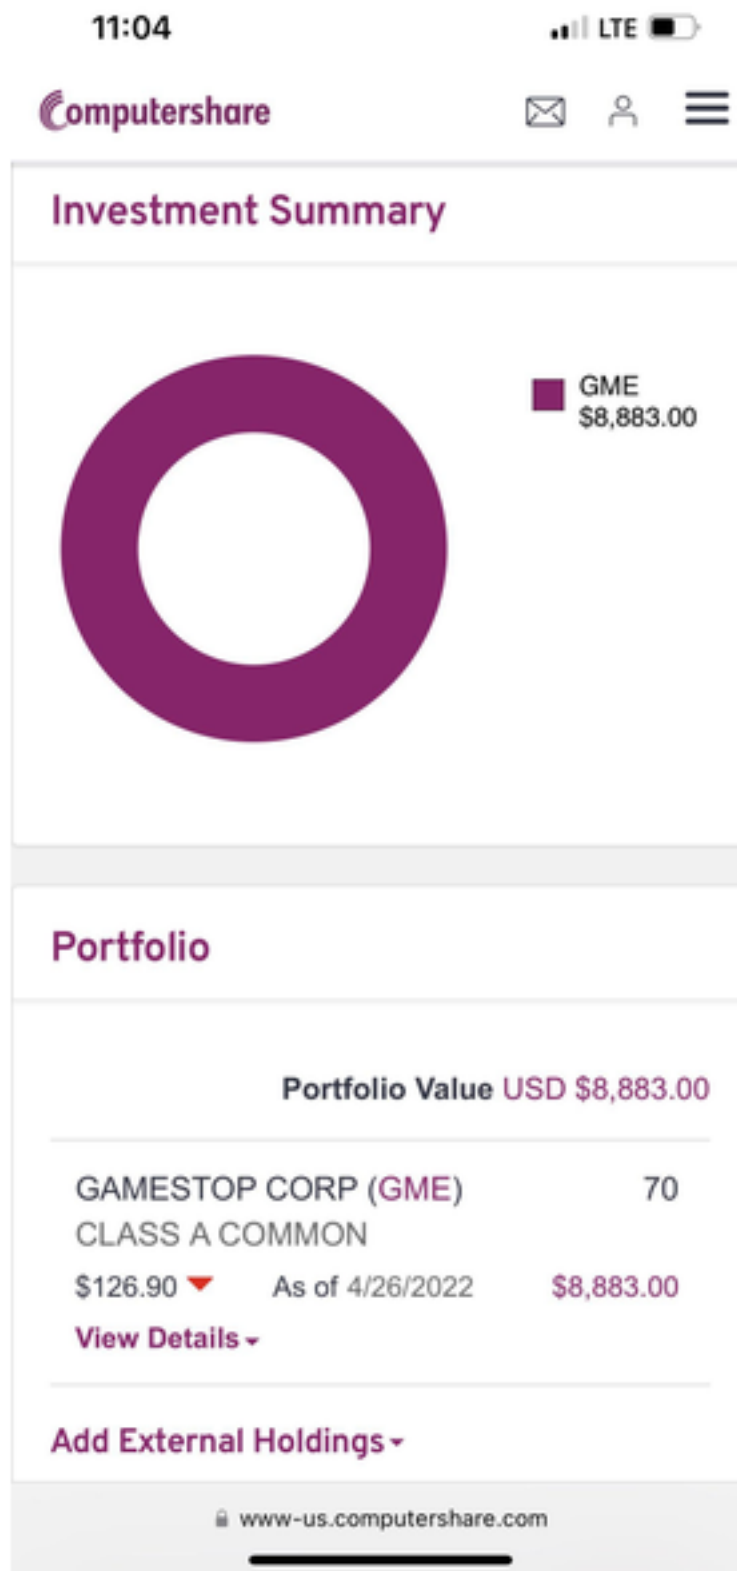 11:04 LTE
Computershare
Investment Summary
GME
$8,883.00
Portfolio
Portfolio Value USD $8,883.00
GAMESTOP CORP (GME) 70
CLASS A COMMON
$126.90 As of 4/26/2022 $8,883.00
View Details
Add External Holdings
www-us.computershare.com